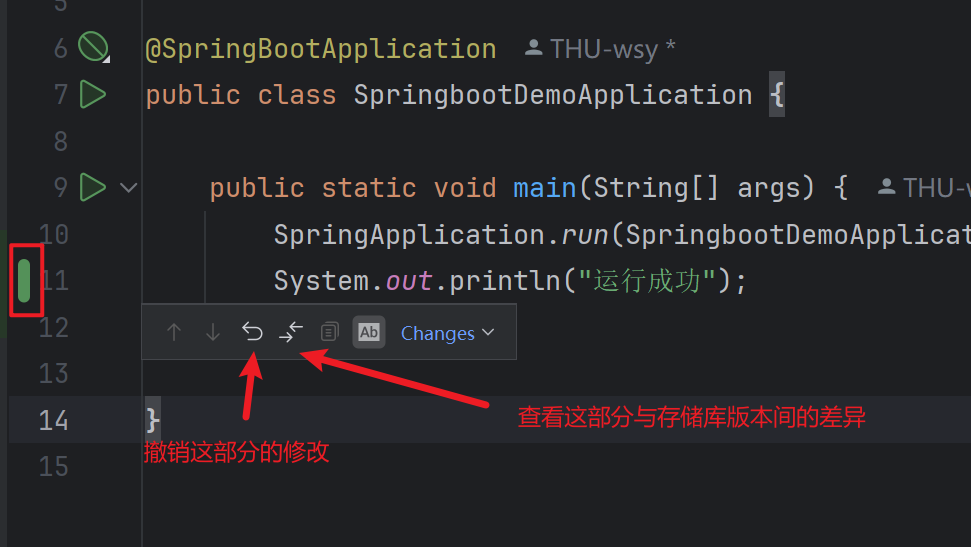 5
6 @SpringBootApplication THU-wsy *
7 public class SpringbootDemoApplication {
8
9 public static void main(String[] args) { THU-
10 SpringApplication.run(SpringbootDemoApplicat
11 System.out.println("运行成功");
12 Ab Changes
13
14 }
查看这部分与存储库版本间的差异
撤销这部分的修改
15